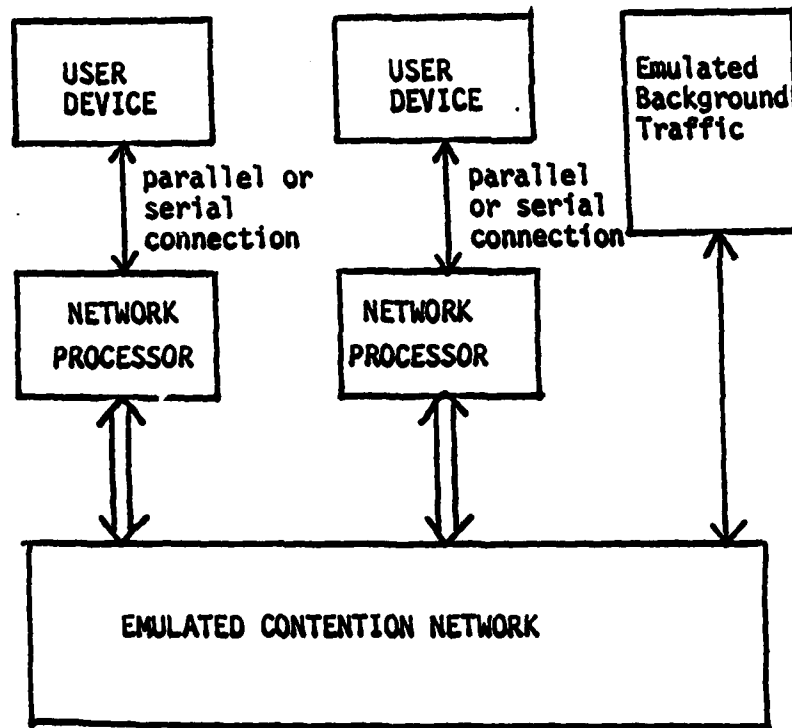 USER
DEVICE
USER
DEVICE
Emulated
Background
Traffic
parallel or
serial
connection
parallel
or serial
connection
NETWORK
PROCESSOR
NETWORK
PROCESSOR
EMULATED CONTENTION NETWORK